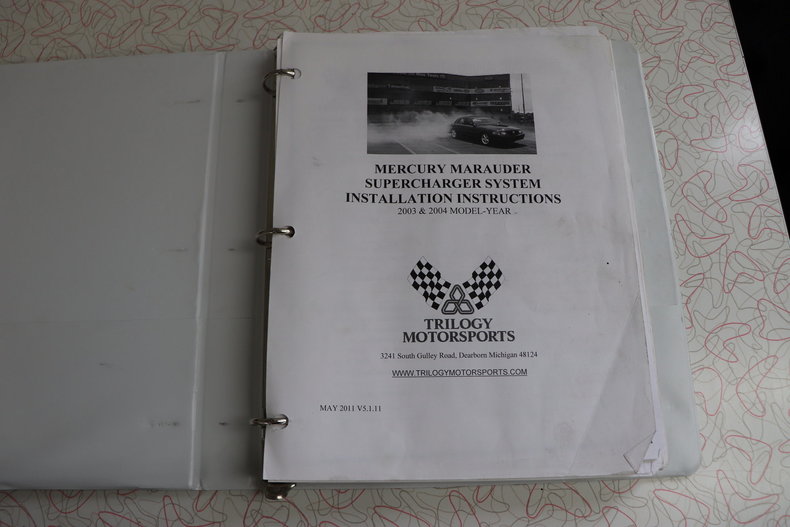 MERCURY MARAUDER
SUPERCHARGER SYSTEM
INSTALLATION INSTRUCTIONS
2003 & 2004 MODEL-YEAR
TRILOGY
MOTORSPORTS
3241 South Gulley Road, Dearborn Michigan 48124
WWW.TRILOGYMOTORSPORTS.COM
MAY 2011 V5.1.11